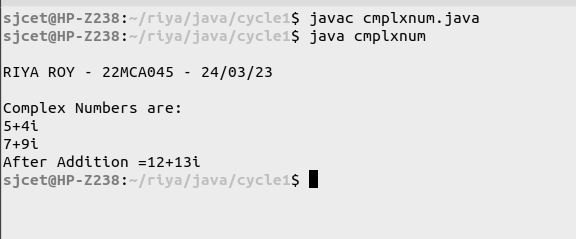 sjcet@HP-Z238:~/riya/java/cycle1$ javac cmplxnum.java
sjcet@HP-Z238:~/riya/java/cycle1$ java cmplxnum
RIYA ROY - 22MCA045 - 24/03/23
Complex Numbers are:
5+4i
7+9i
After Addition =12+13i
sjcet@HP-Z238:~/riya/java/cycle1$